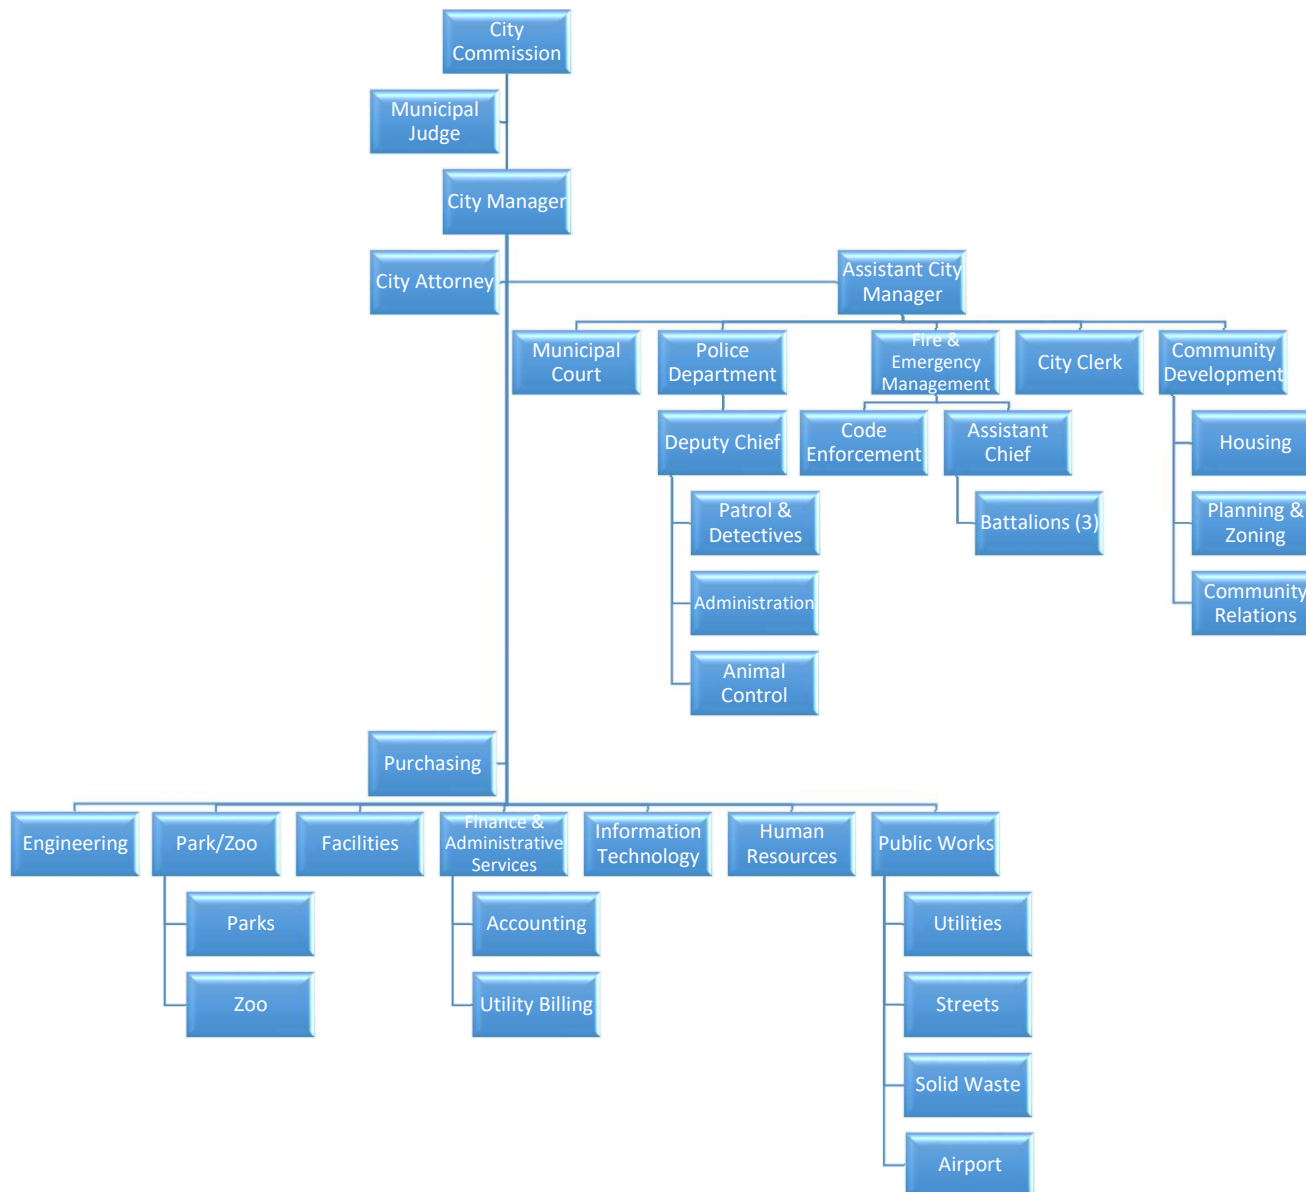 City
Commission
Municipal
Judge
City Manager
City Attorney
Assistant City
Manager
Municipal
Court
Police
Department
Fire &
Emergency
Management
City Clerk
Community
Development
Deputy Chief
Code
Enforcement
Assistant
Chief
Housing
Patrol &
Detectives
Battalions (3)
Planning &
Zoning
Administration
Community
Relations
Animal
Control
Purchasing
Engineering
Park/Zoo
Facilities
Finance &
Administrative
Services
Information
Technology
Human
Resources
Public Works
Parks
Accounting
Utilities
Zoo
Utility Billing
Streets
Solid Waste
Airport